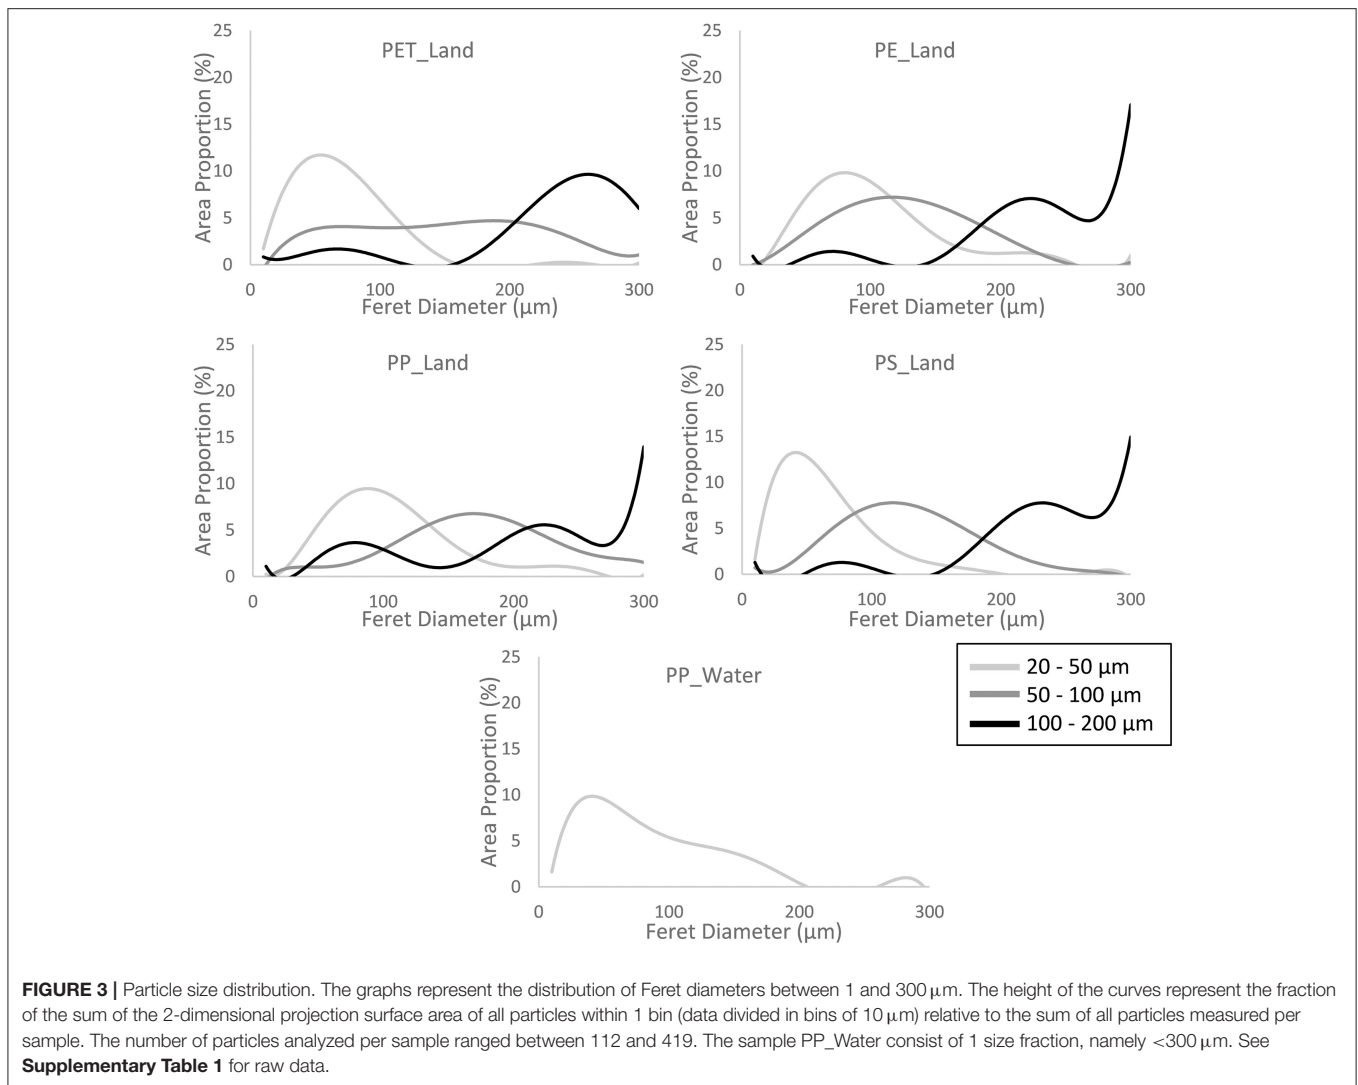 25
20
15
10
5
0
Area Proportion (%)
PET_Land
0 100 200 300
Feret Diameter (µm)
25
20
15
10
5
0
Area Proportion (%)
PE_Land
0 100 200 300
Feret Diameter (µm)
25
20
15
10
5
0
Area Proportion (%)
PP_Land
0 100 200 300
Feret Diameter (µm)
25
20
15
10
5
0
Area Proportion (%)
PS_Land
0 100 200 300
Feret Diameter (µm)
25
20
15
10
5
0
Area Proportion (%)
PP_Water
0 100 200 300
Feret Diameter (µm)
20 - 50 µm
50 - 100 µm
100 - 200 µm
FIGURE 3 | Particle size distribution. The graphs represent the distribution of Feret diameters between 1 and 300 µm. The height of the curves represent the fraction
of the sum of the 2-dimensional projection surface area of all particles within 1 bin (data divided in bins of 10 µm) relative to the sum of all particles measured per
sample. The number of particles analyzed per sample ranged between 112 and 419. The sample PP_Water consist of 1 size fraction, namely <300 µm. See
Supplementary Table 1 for raw data.